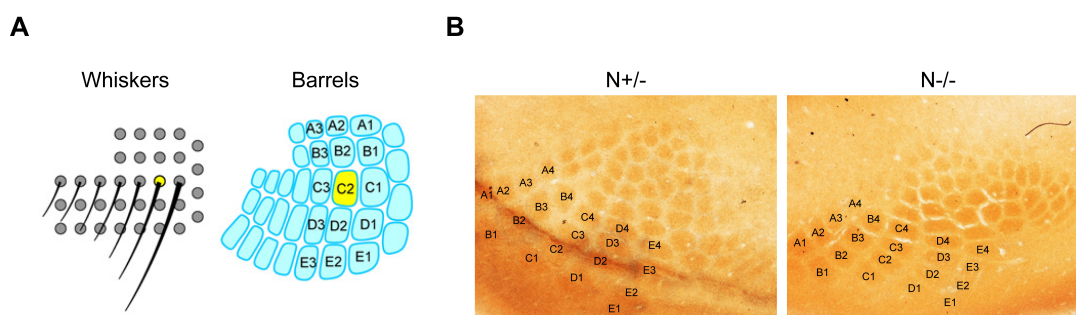 A
B
Whiskers
Barrels
N+/-
N-/-
A3 A2 A1
B3 B2 B1
C3 C2 C1
D3 D2 D1
E3 E2 E1
A1 A2 A3 A4
B1 B2 B3 B4
C1 C2 C3 C4
D1 D2 D3 D4
E1 E2 E3 E4
A1 A2 A3 A4
B1 B2 B3 B4
C1 C2 C3 C4
D1 D2 D3 D4
E1 E2 E3 E4